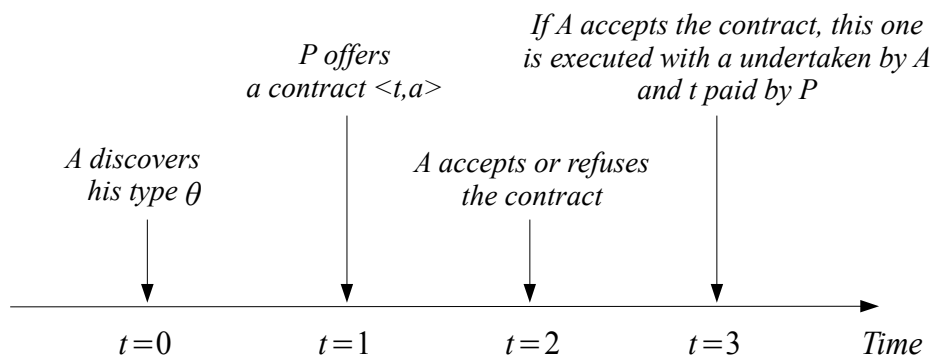 If A accepts the contract, this one
is executed with a undertaken by A
and t paid by P
P offers
a contract <t,a>
A discovers
his type θ
A accepts or refuses
the contract
t=0
t=1
t=2
t=3
Time